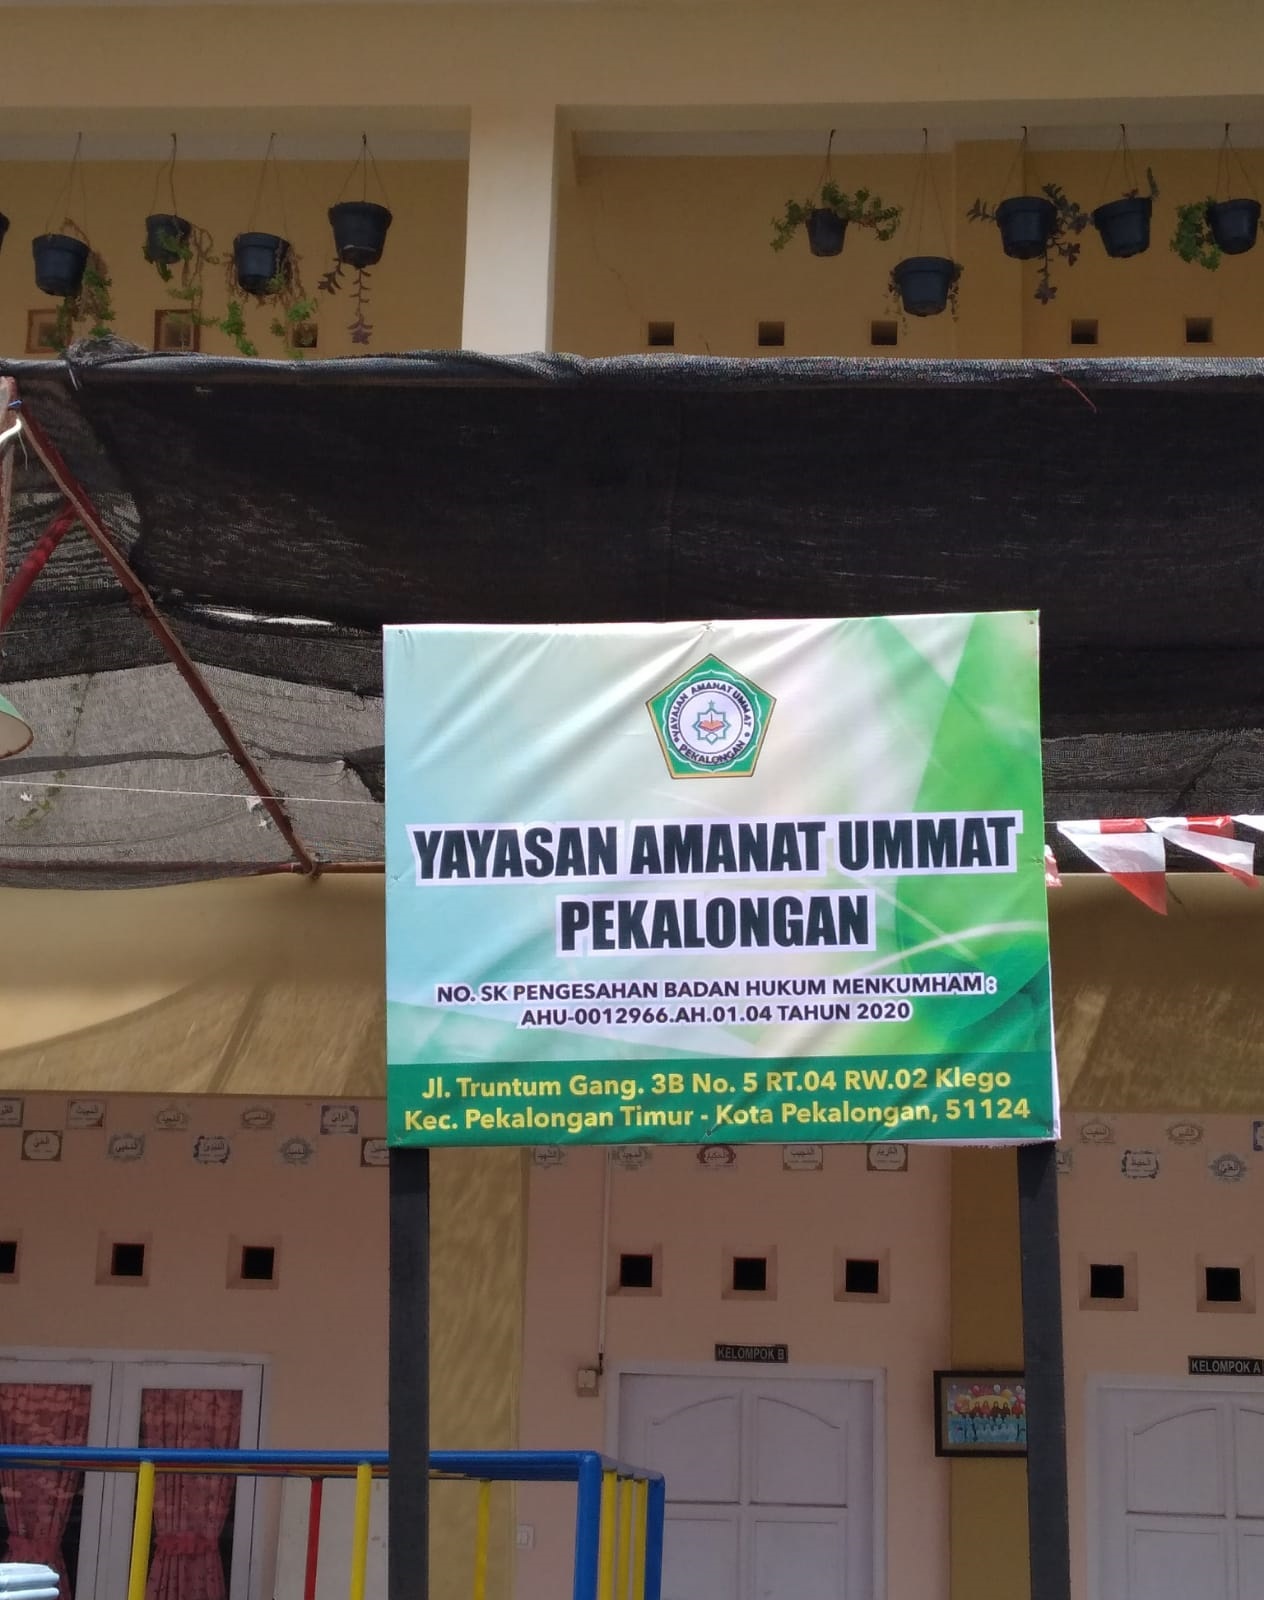 YAYASAN AMANAT UMMAT
PEKALONGAN
YAYASAN AMANAT UMMAT
PEKALONGAN
NO. SK PENGESAHAN BADAN HUKUM MENKUMHAM :
AHU-0012966.AH.01.04 TAHUN 2020
Jl. Truntum Gang. 3B No. 5 RT.04 RW.02 Klego
Kec. Pekalongan Timur - Kota Pekalongan, 51124
KELOMPOK B
KELOMPOK A